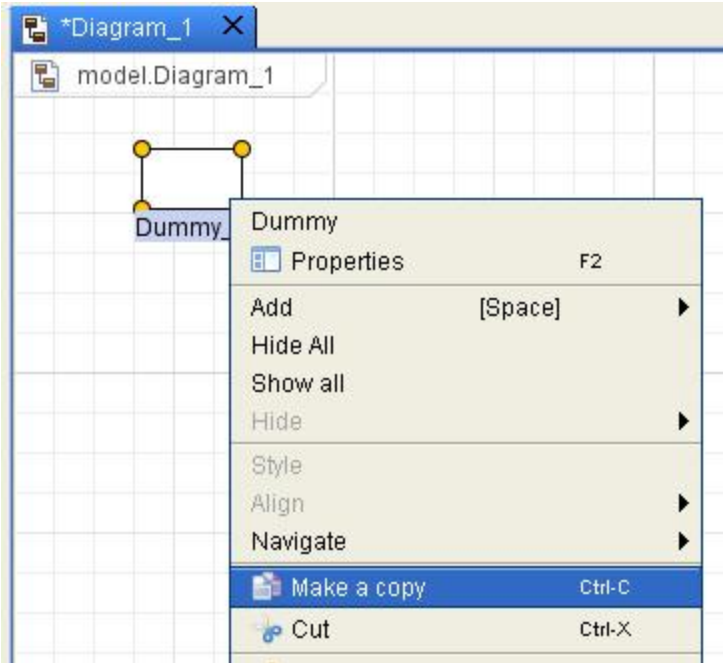 *Diagram_1
model.Diagram_1
Dummy_
Dummy
Properties F2
Add [Space]
Hide All
Show all
Hide
Style
Align
Navigate
Make a copy Ctrl-C
Cut Ctrl-X